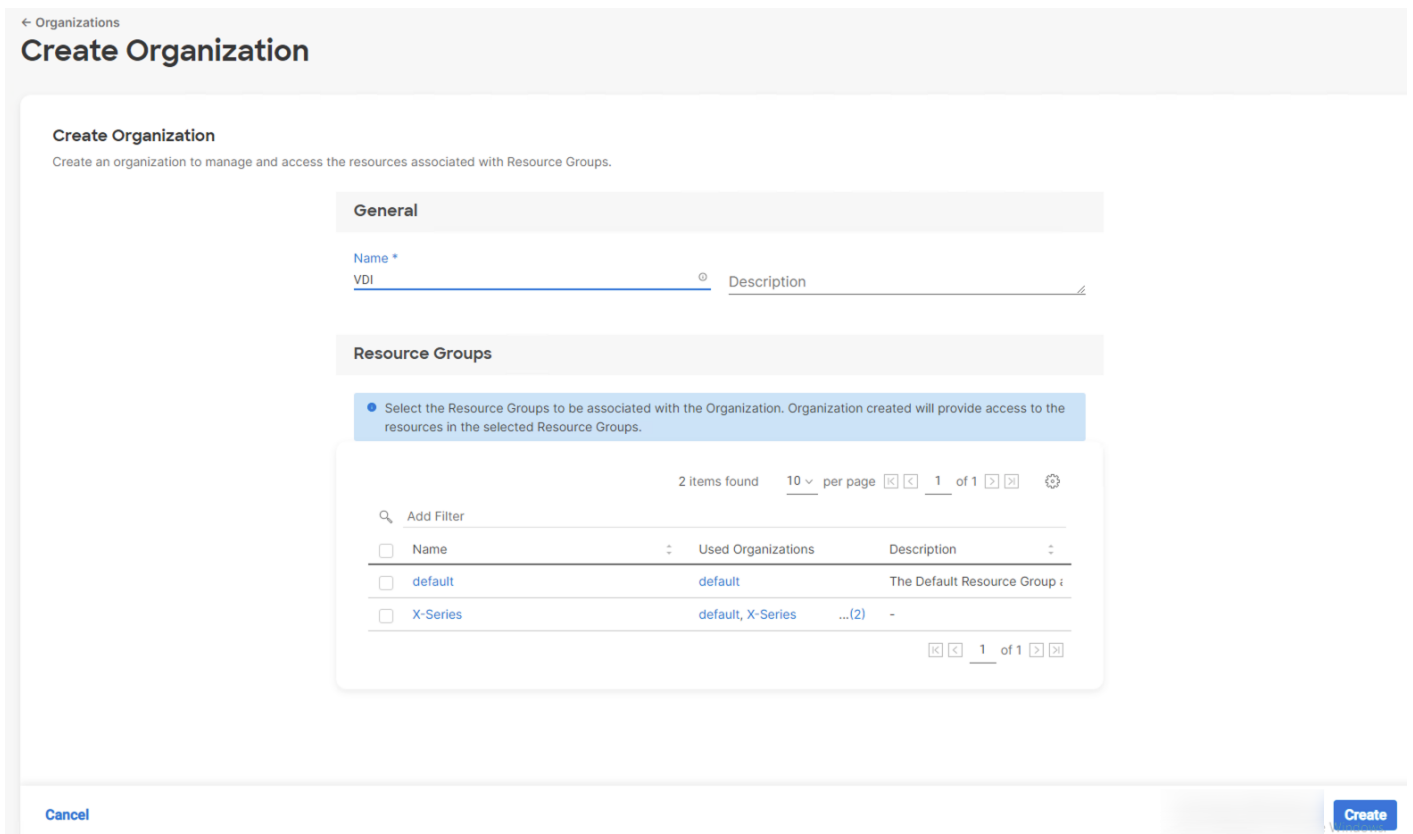 ← Organizations
Create Organization
Create Organization
Create an organization to manage and access the resources associated with Resource Groups.
General
Name *
VDI
Description
Resource Groups
Select the Resource Groups to be associated with the Organization. Organization created will provide access to the
resources in the selected Resource Groups.
2 items found 10 per page 1 of 1
Add Filter
Name Used Organizations Description
default default The Default Resource Group a
X-Series default, X-Series ...(2) -
1 of 1
Cancel Create